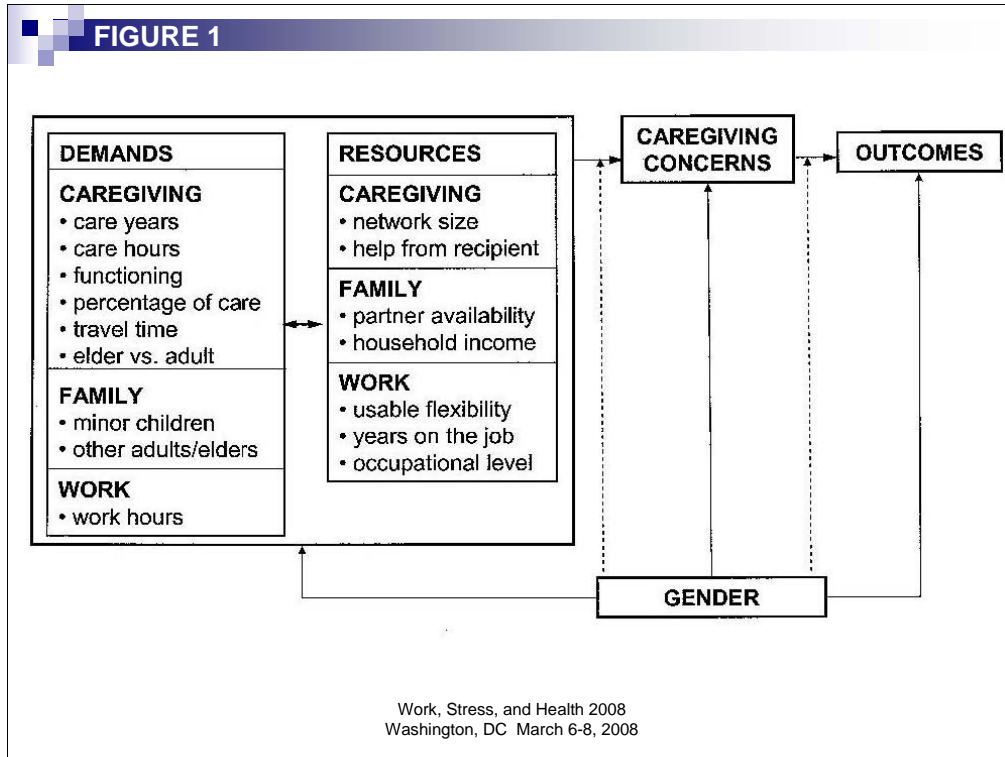 FIGURE 1
DEMANDS
CAREGIVING
• care years
• care hours
• functioning
• percentage of care
• travel time
• elder vs. adult
FAMILY
• minor children
• other adults/elders
WORK
• work hours
RESOURCES
CAREGIVING
• network size
• help from recipient
FAMILY
• partner availability
• household income
WORK
• usable flexibility
• years on the job
• occupational level
CAREGIVING
CONCERNS
OUTCOMES
GENDER
Work, Stress, and Health 2008
Washington, DC  March 6-8, 2008